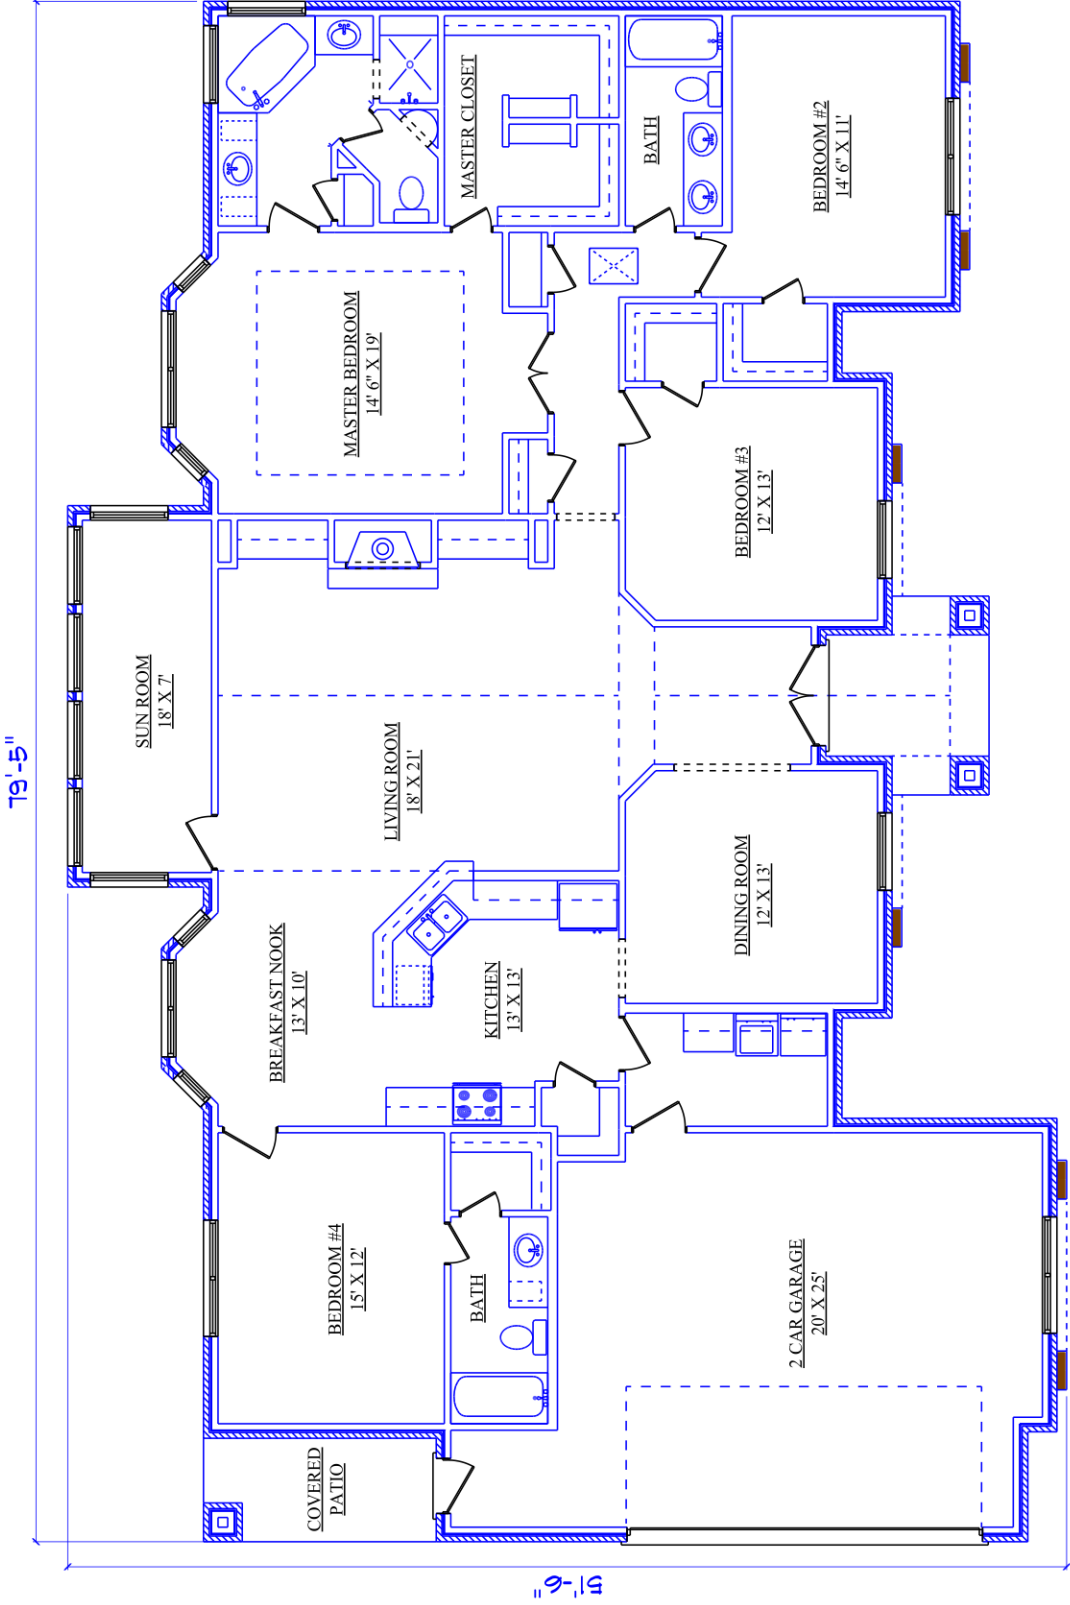 79'-5"
SUN ROOM
18' X 7'
MASTER BEDROOM
14' 6" X 19'
MASTER CLOSET
BATH
BEDROOM #2
14' 6" X 11'
BEDROOM #3
12' X 13'
LIVING ROOM
18' X 21'
BREAKFAST NOOK
13' X 10'
KITCHEN
13' X 13'
DINING ROOM
12' X 13'
BEDROOM #4
15' X 12'
BATH
2 CAR GARAGE
20' X 25'
COVERED
PATIO
51'-6"